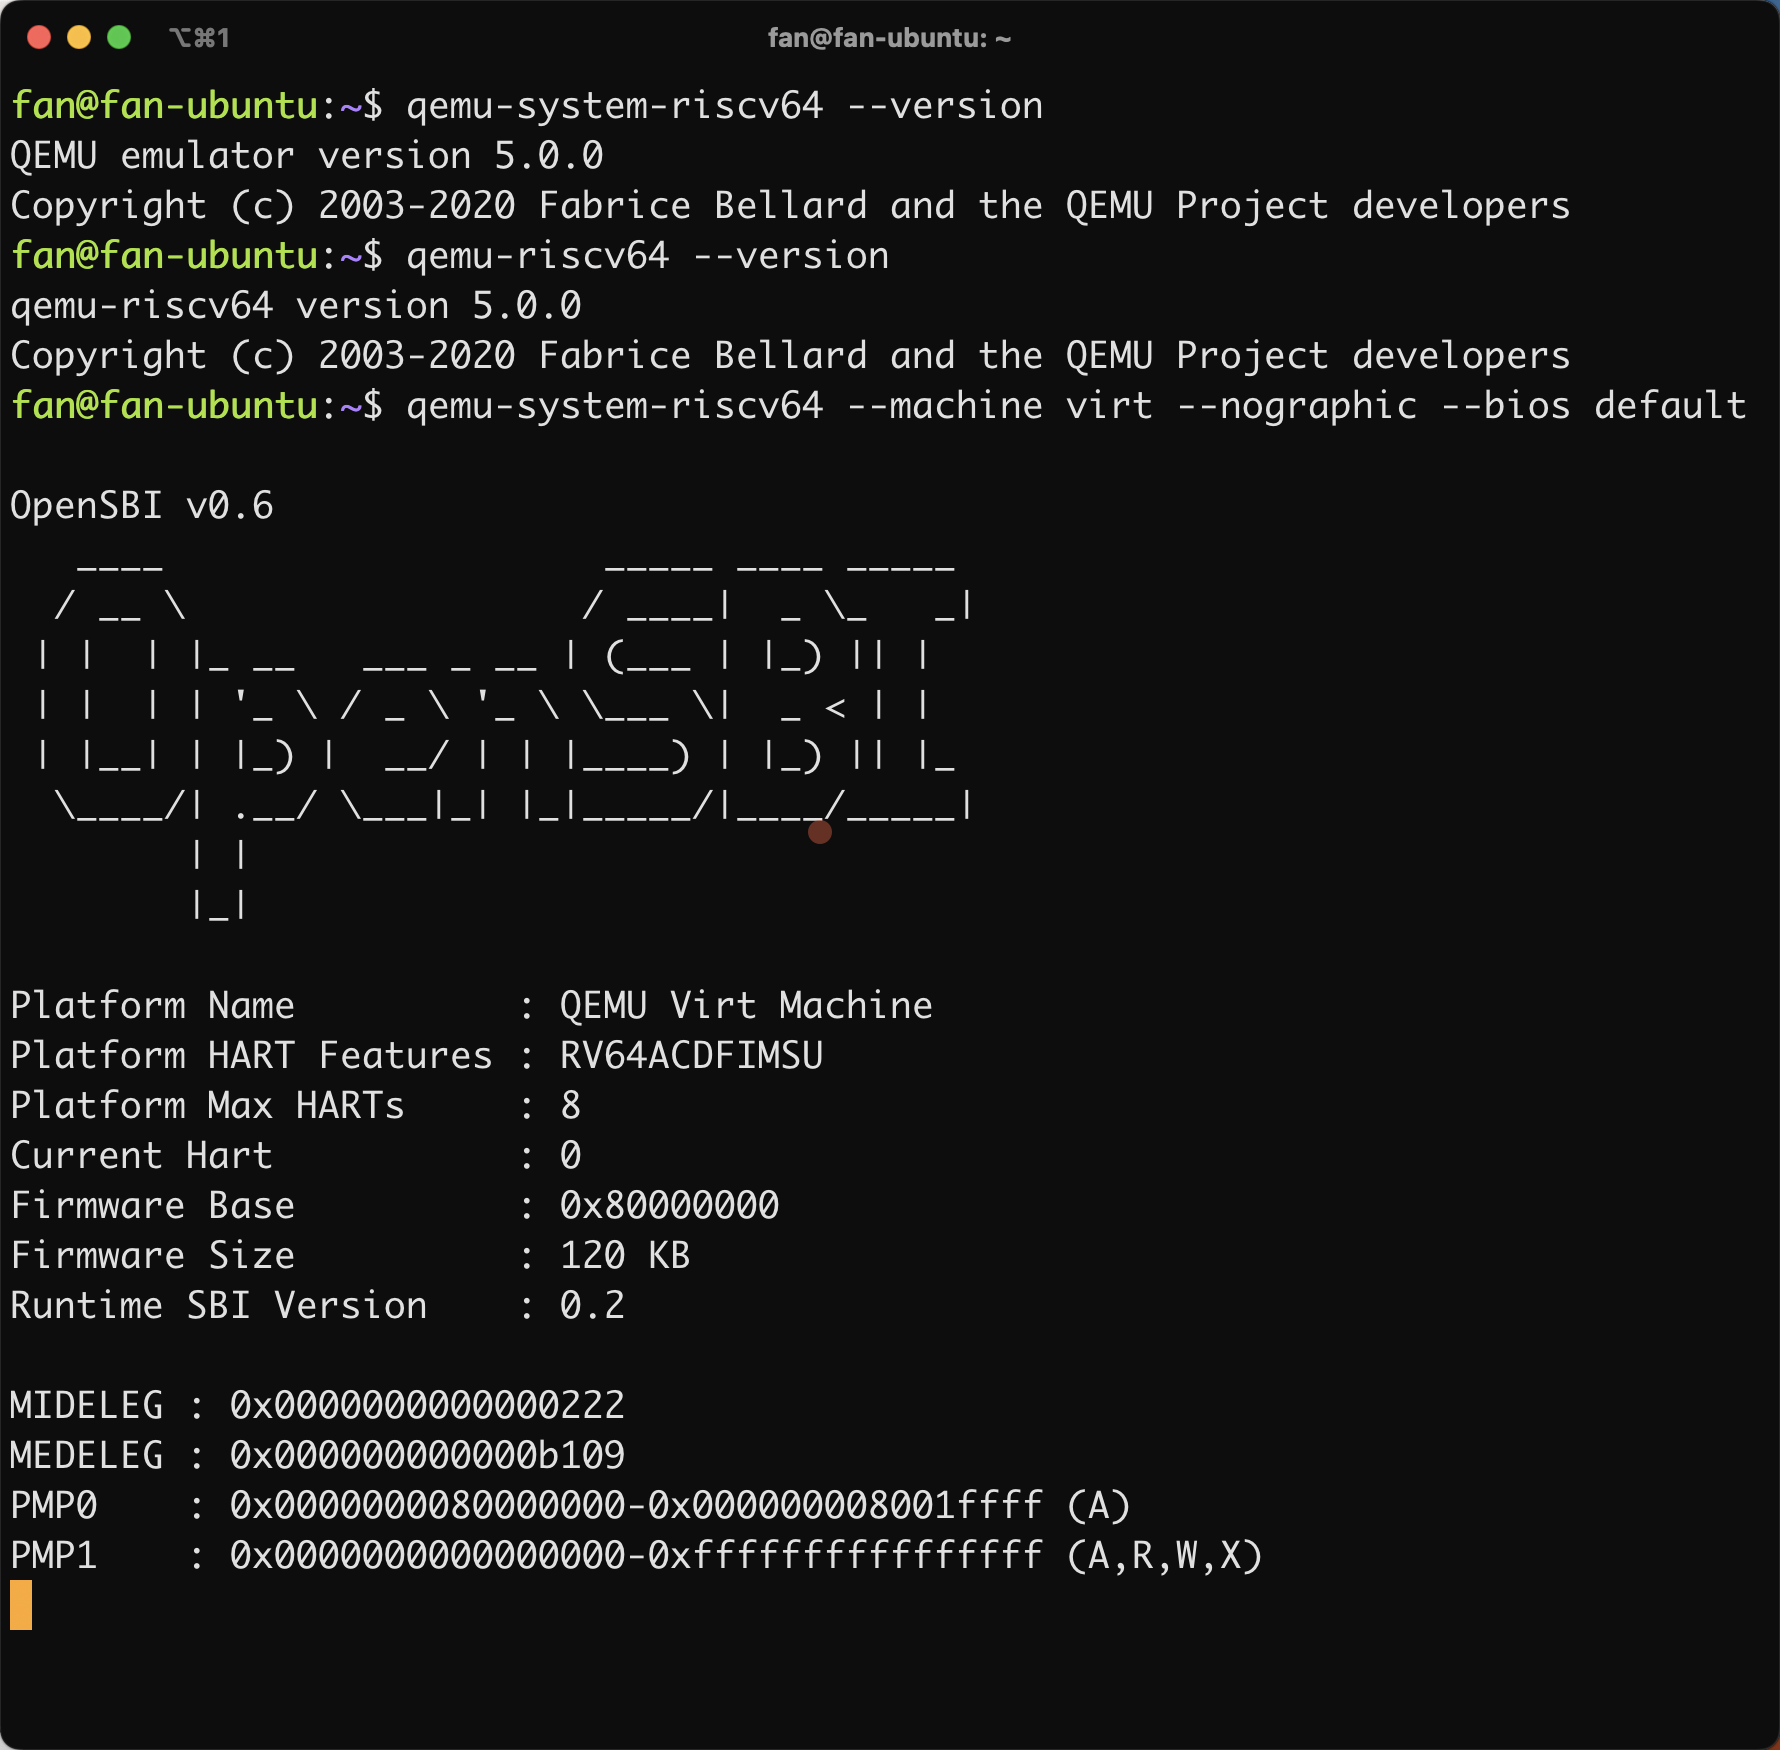 ⌥⌘1 fan@fan-ubuntu: ~
fan@fan-ubuntu:~$ qemu-system-riscv64 --version
QEMU emulator version 5.0.0
Copyright (c) 2003-2020 Fabrice Bellard and the QEMU Project developers
fan@fan-ubuntu:~$ qemu-riscv64 --version
qemu-riscv64 version 5.0.0
Copyright (c) 2003-2020 Fabrice Bellard and the QEMU Project developers
fan@fan-ubuntu:~$ qemu-system-riscv64 --machine virt --nographic --bios default
OpenSBI v0.6
   ____                    _____ ____ _____
  / __ \                  / ____|  _ \_   _|
 | |  | |_ __   ___ _ __ | (___ | |_) || |
 | |  | | '_ \ / _ \ '_ \ \___ \|  _ < | |
 | |__| | |_) |  __/ | | |____) | |_) || |_
  \____/| .__/ \___|_| |_|_____/|____/_____|
        | |
        |_|
Platform Name          : QEMU Virt Machine
Platform HART Features : RV64ACDFIMSU
Platform Max HARTs     : 8
Current Hart           : 0
Firmware Base          : 0x80000000
Firmware Size          : 120 KB
Runtime SBI Version    : 0.2
MIDELEG : 0x0000000000000222
MEDELEG : 0x000000000000b109
PMP0    : 0x0000000080000000-0x000000008001ffff (A)
PMP1    : 0x0000000000000000-0xffffffffffffffff (A,R,W,X)